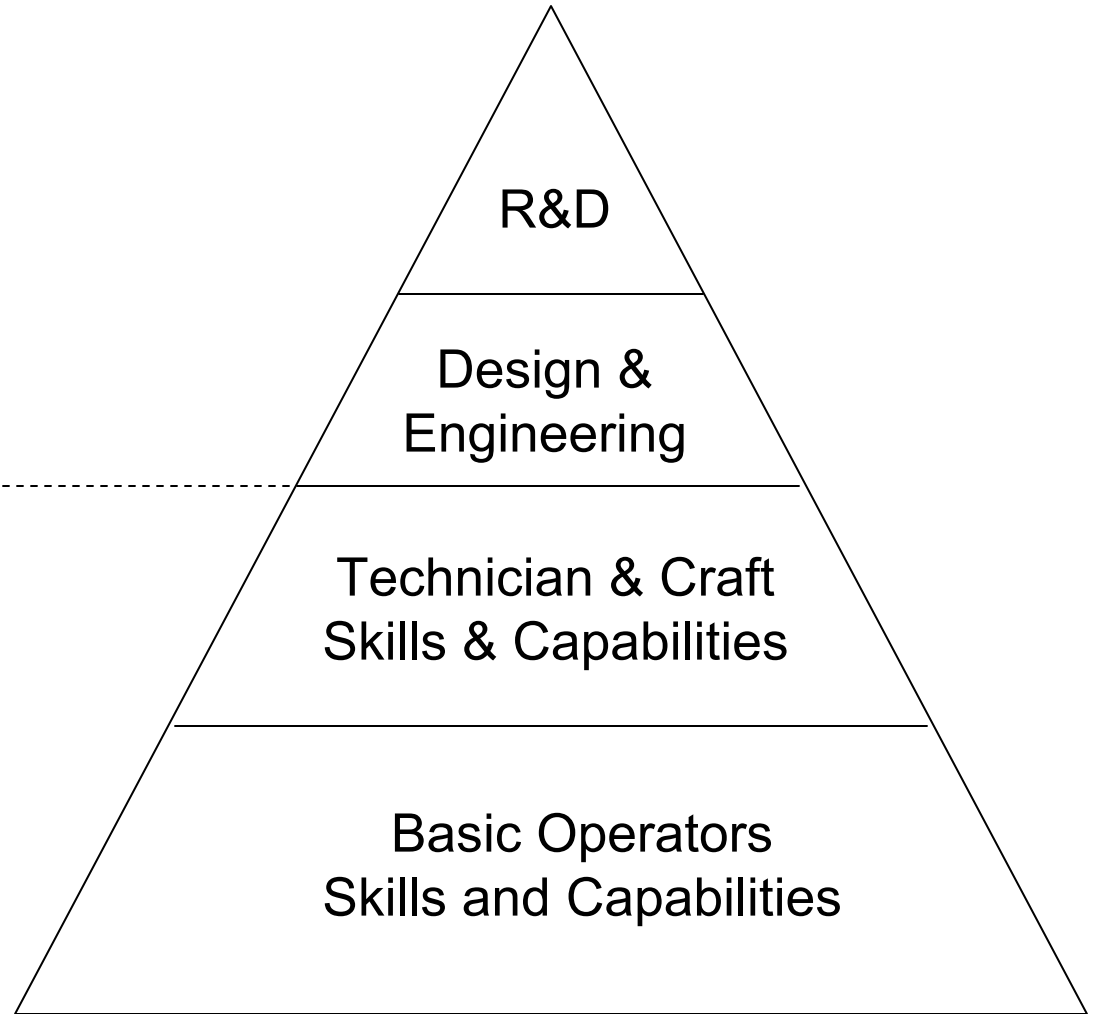 R&D
Design &
Engineering
Technician & Craft
Skills & Capabilities
Basic Operators
Skills and Capabilities